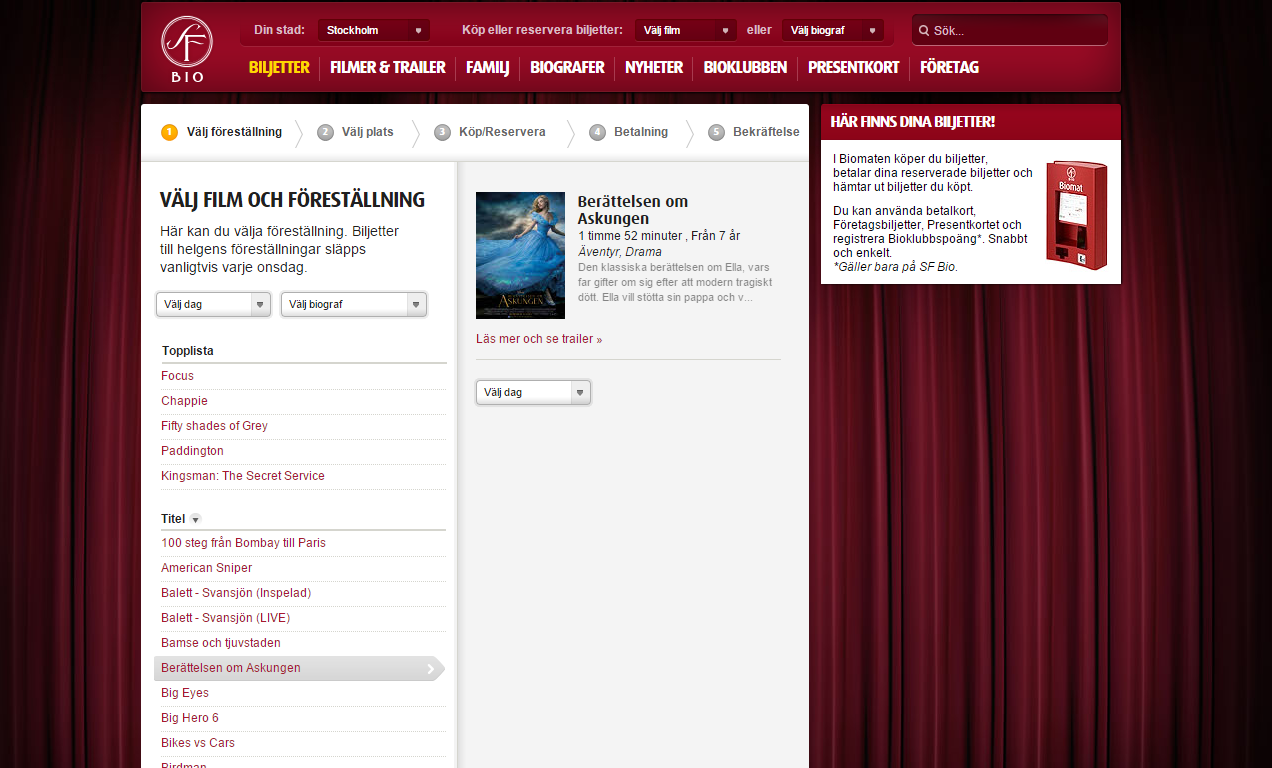 SF
BIO
Din stad: Stockholm Köp eller reservera biljetter: Välj film eller Välj biograf Sök...
BILJETTER FILMER & TRAILER FAMILJ BIOGRAFER NYHETER BIOKLUBBEN PRESENTKORT FÖRETAG
1 Välj föreställning 2 Välj plats 3 Köp/Reservera 4 Betalning 5 Bekräftelse
VÄLJ FILM OCH FÖRESTÄLLNING
Här kan du välja föreställning. Biljetter
till helgens föreställningar släpps
vanligtvis varje onsdag.
Välj dag Välj biograf
Topplista
Focus
Chappie
Fifty shades of Grey
Paddington
Kingsman: The Secret Service
Titel
100 steg från Bombay till Paris
American Sniper
Balett - Svansjön (Inspelad)
Balett - Svansjön (LIVE)
Bamse och tjuvstaden
Berättelsen om Askungen
Big Eyes
Big Hero 6
Bikes vs Cars
Birdman
ASKUNGEN
Berättelsen om
Askungen
1 timme 52 minuter , Från 7 år
Äventyr, Drama
Den klassiska berättelsen om Ella, vars
far gifter om sig efter att modern tragiskt
dött. Ella vill stötta sin pappa och v...
Läs mer och se trailer »
Välj dag
HÄR FINNS DINA BILJETTER!
I Biomaten köper du biljetter,
betalar dina reserverade biljetter och
hämtar ut biljetter du köpt.
Du kan använda betalkort,
Företagsbiljetter, Presentkortet och
registrera Bioklubbspoäng*. Snabbt
och enkelt.
*Gäller bara på SF Bio.
Biomat